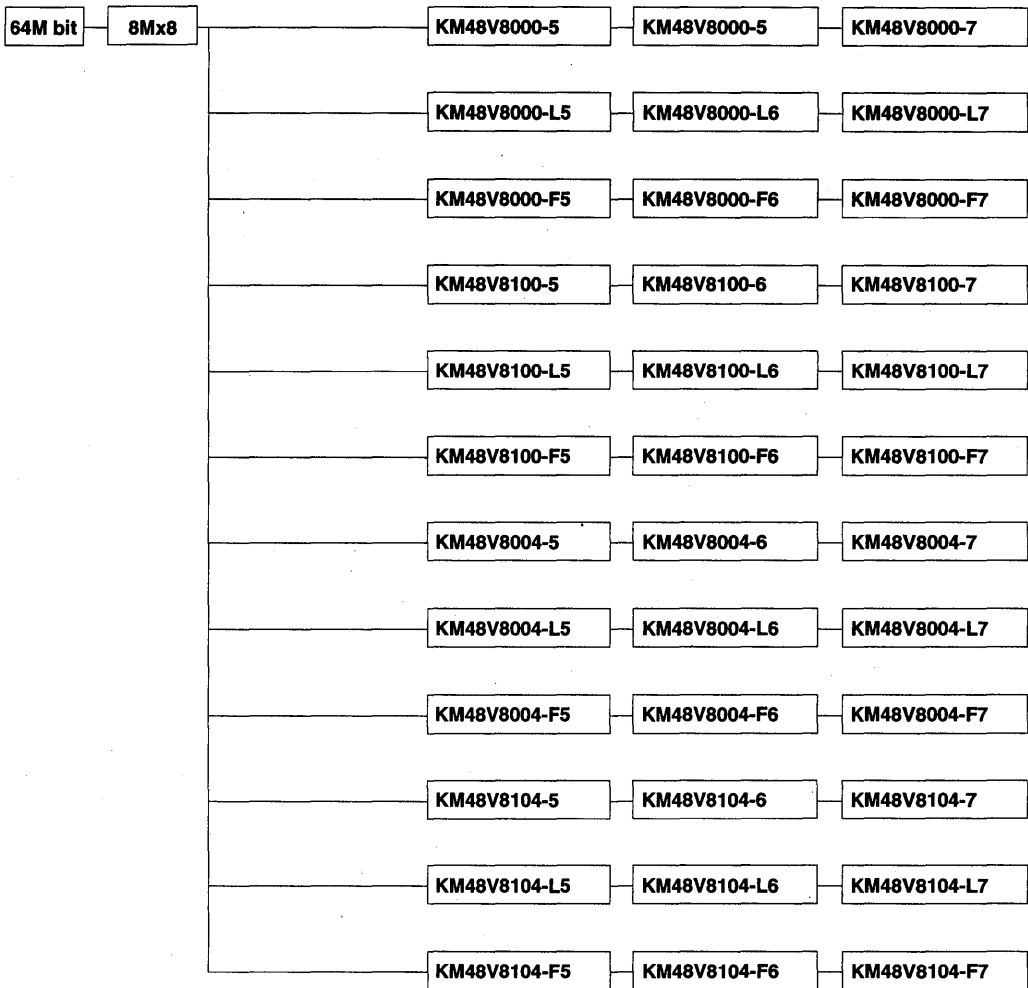 64M bit 8Mx8 KM48V8000-5 KM48V8000-5 KM48V8000-7
KM48V8000-L5 KM48V8000-L6 KM48V8000-L7
KM48V8000-F5 KM48V8000-F6 KM48V8000-F7
KM48V8100-5 KM48V8100-6 KM48V8100-7
KM48V8100-L5 KM48V8100-L6 KM48V8100-L7
KM48V8100-F5 KM48V8100-F6 KM48V8100-F7
KM48V8004-5 KM48V8004-6 KM48V8004-7
KM48V8004-L5 KM48V8004-L6 KM48V8004-L7
KM48V8004-F5 KM48V8004-F6 KM48V8004-F7
KM48V8104-5 KM48V8104-6 KM48V8104-7
KM48V8104-L5 KM48V8104-L6 KM48V8104-L7
KM48V8104-F5 KM48V8104-F6 KM48V8104-F7